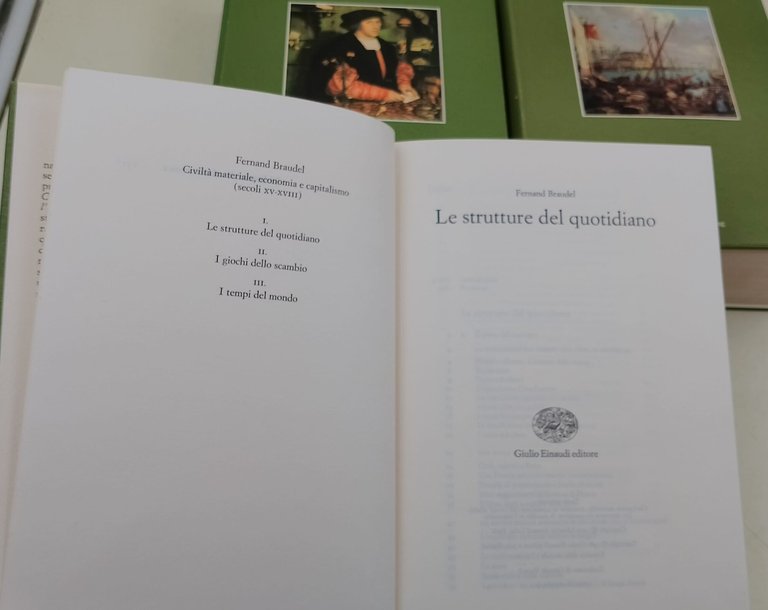 Fernand Braudel
Civiltà materiale, economia e capitalismo
(secoli XV-XVIII)
I.
Le strutture del quotidiano
II.
I giochi dello scambio
III.
I tempi del mondo
Fernand Braudel
Le strutture del quotidiano
Giulio Einaudi editore